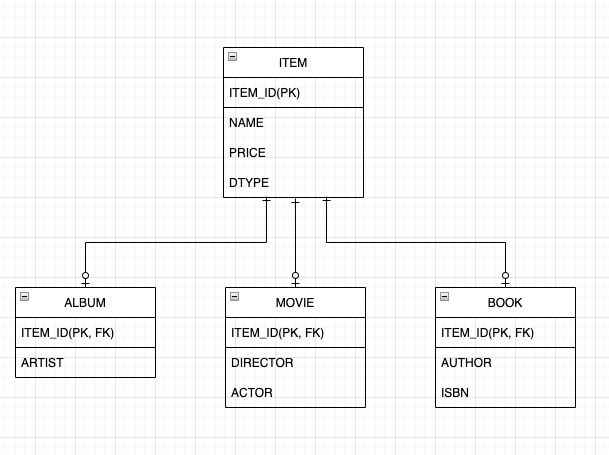 ITEM
ITEM_ID(PK)
NAME
PRICE
DTYPE
ALBUM
ITEM_ID(PK, FK)
ARTIST
MOVIE
ITEM_ID(PK, FK)
DIRECTOR
ACTOR
BOOK
ITEM_ID(PK, FK)
AUTHOR
ISBN